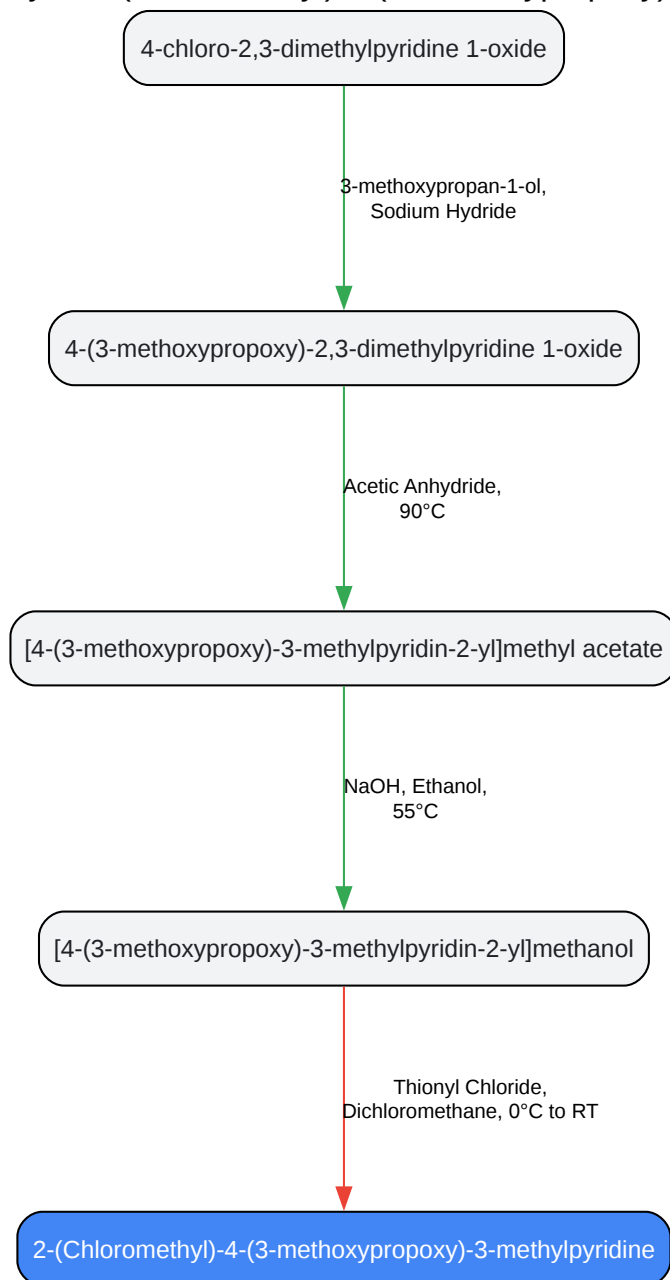 4-chloro-2,3-dimethylpyridine 1-oxide
3-methoxypropan-1-ol,
Sodium Hydride
4-(3-methoxypropoxy)-2,3-dimethylpyridine 1-oxide
Acetic Anhydride,
90°C
[4-(3-methoxypropoxy)-3-methylpyridin-2-yl]methyl acetate
NaOH, Ethanol,
55°C
[4-(3-methoxypropoxy)-3-methylpyridin-2-yl]methanol
Thionyl Chloride,
Dichloromethane, 0°C to RT
2-(Chloromethyl)-4-(3-methoxypropoxy)-3-methylpyridine